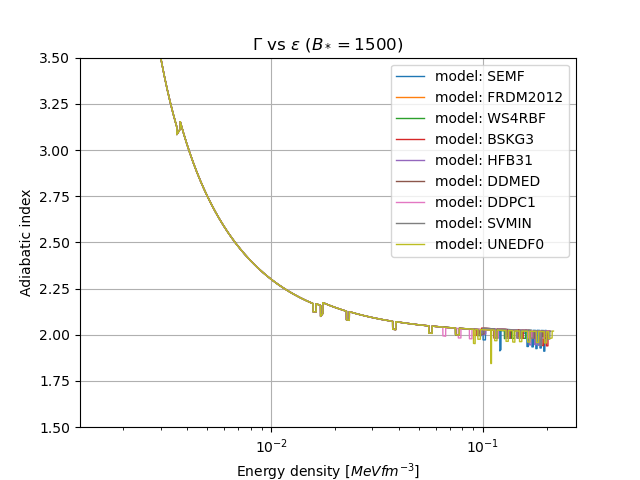 Γ vs ε (B* = 1500)
3.50
3.25
3.00
2.75
2.50
2.25
2.00
1.75
1.50
Adiabatic index
model: SEMF
model: FRDM2012
model: WS4RBF
model: BSKG3
model: HFB31
model: DDMED
model: DDPC1
model: SVMIN
model: UNEDF0
10⁻² 10⁻¹
Energy density [MeVfm⁻³]